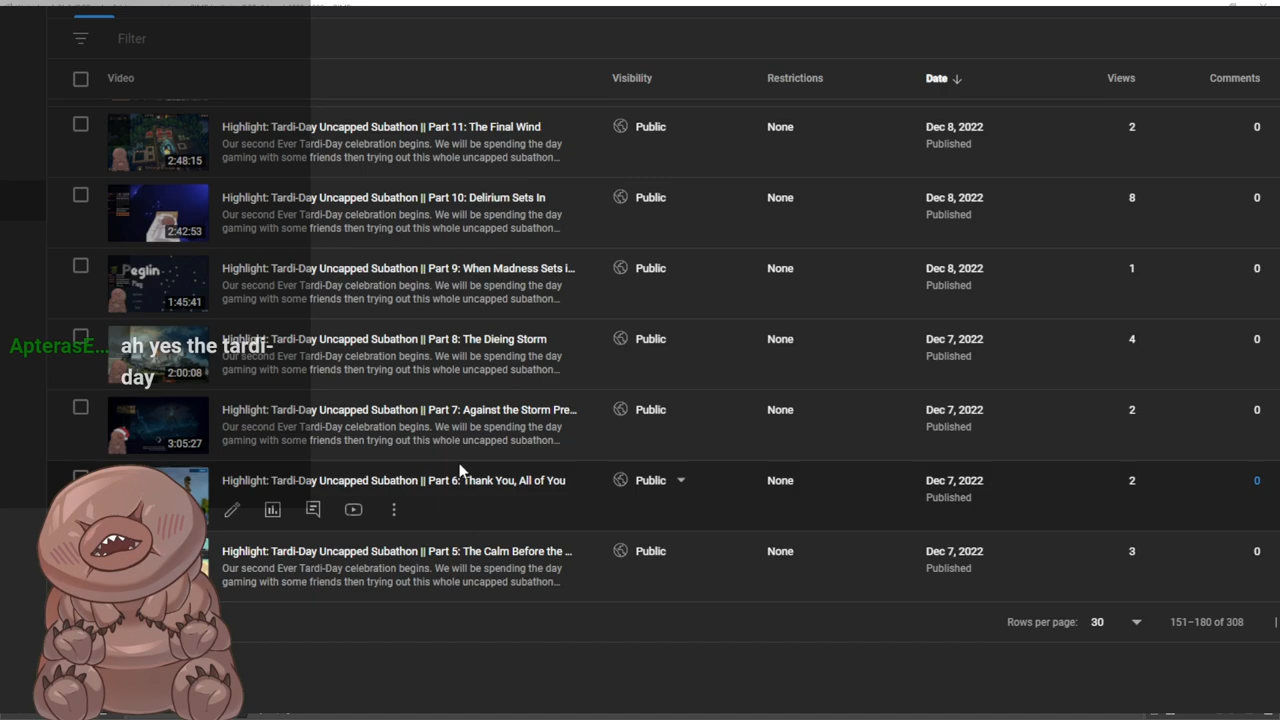 Filter
Video Visibility Restrictions Date Views Comments
Highlight: Tardi-Day Uncapped Subathon || Part 11: The Final Wind Public None Dec 8, 2022 2 0
Our second Ever Tardi-Day celebration begins. We will be spending the day Published
gaming with some friends then trying out this whole uncapped subathon…
2:48:15
Highlight: Tardi-Day Uncapped Subathon || Part 10: Delirium Sets In Public None Dec 8, 2022 8 0
Our second Ever Tardi-Day celebration begins. We will be spending the day Published
gaming with some friends then trying out this whole uncapped subathon…
2:42:53
Highlight: Tardi-Day Uncapped Subathon || Part 9: When Madness Sets i… Public None Dec 8, 2022 1 0
Peglin
Our second Ever Tardi-Day celebration begins. We will be spending the day Published
gaming with some friends then trying out this whole uncapped subathon…
1:45:41
Highlight: Tardi-Day Uncapped Subathon || Part 8: The Dieing Storm Public None Dec 7, 2022 4 0
ApterasE… ah yes the tardi-
day
Our second Ever Tardi-Day celebration begins. We will be spending the day Published
gaming with some friends then trying out this whole uncapped subathon…
2:00:08
Highlight: Tardi-Day Uncapped Subathon || Part 7: Against the Storm Pre… Public None Dec 7, 2022 2 0
Our second Ever Tardi-Day celebration begins. We will be spending the day Published
gaming with some friends then trying out this whole uncapped subathon…
3:05:27
Highlight: Tardi-Day Uncapped Subathon || Part 6: Thank You, All of You Public None Dec 7, 2022 2 0
Published
Highlight: Tardi-Day Uncapped Subathon || Part 5: The Calm Before the … Public None Dec 7, 2022 3 0
Our second Ever Tardi-Day celebration begins. We will be spending the day Published
gaming with some friends then trying out this whole uncapped subathon…
Rows per page: 30 151–180 of 308